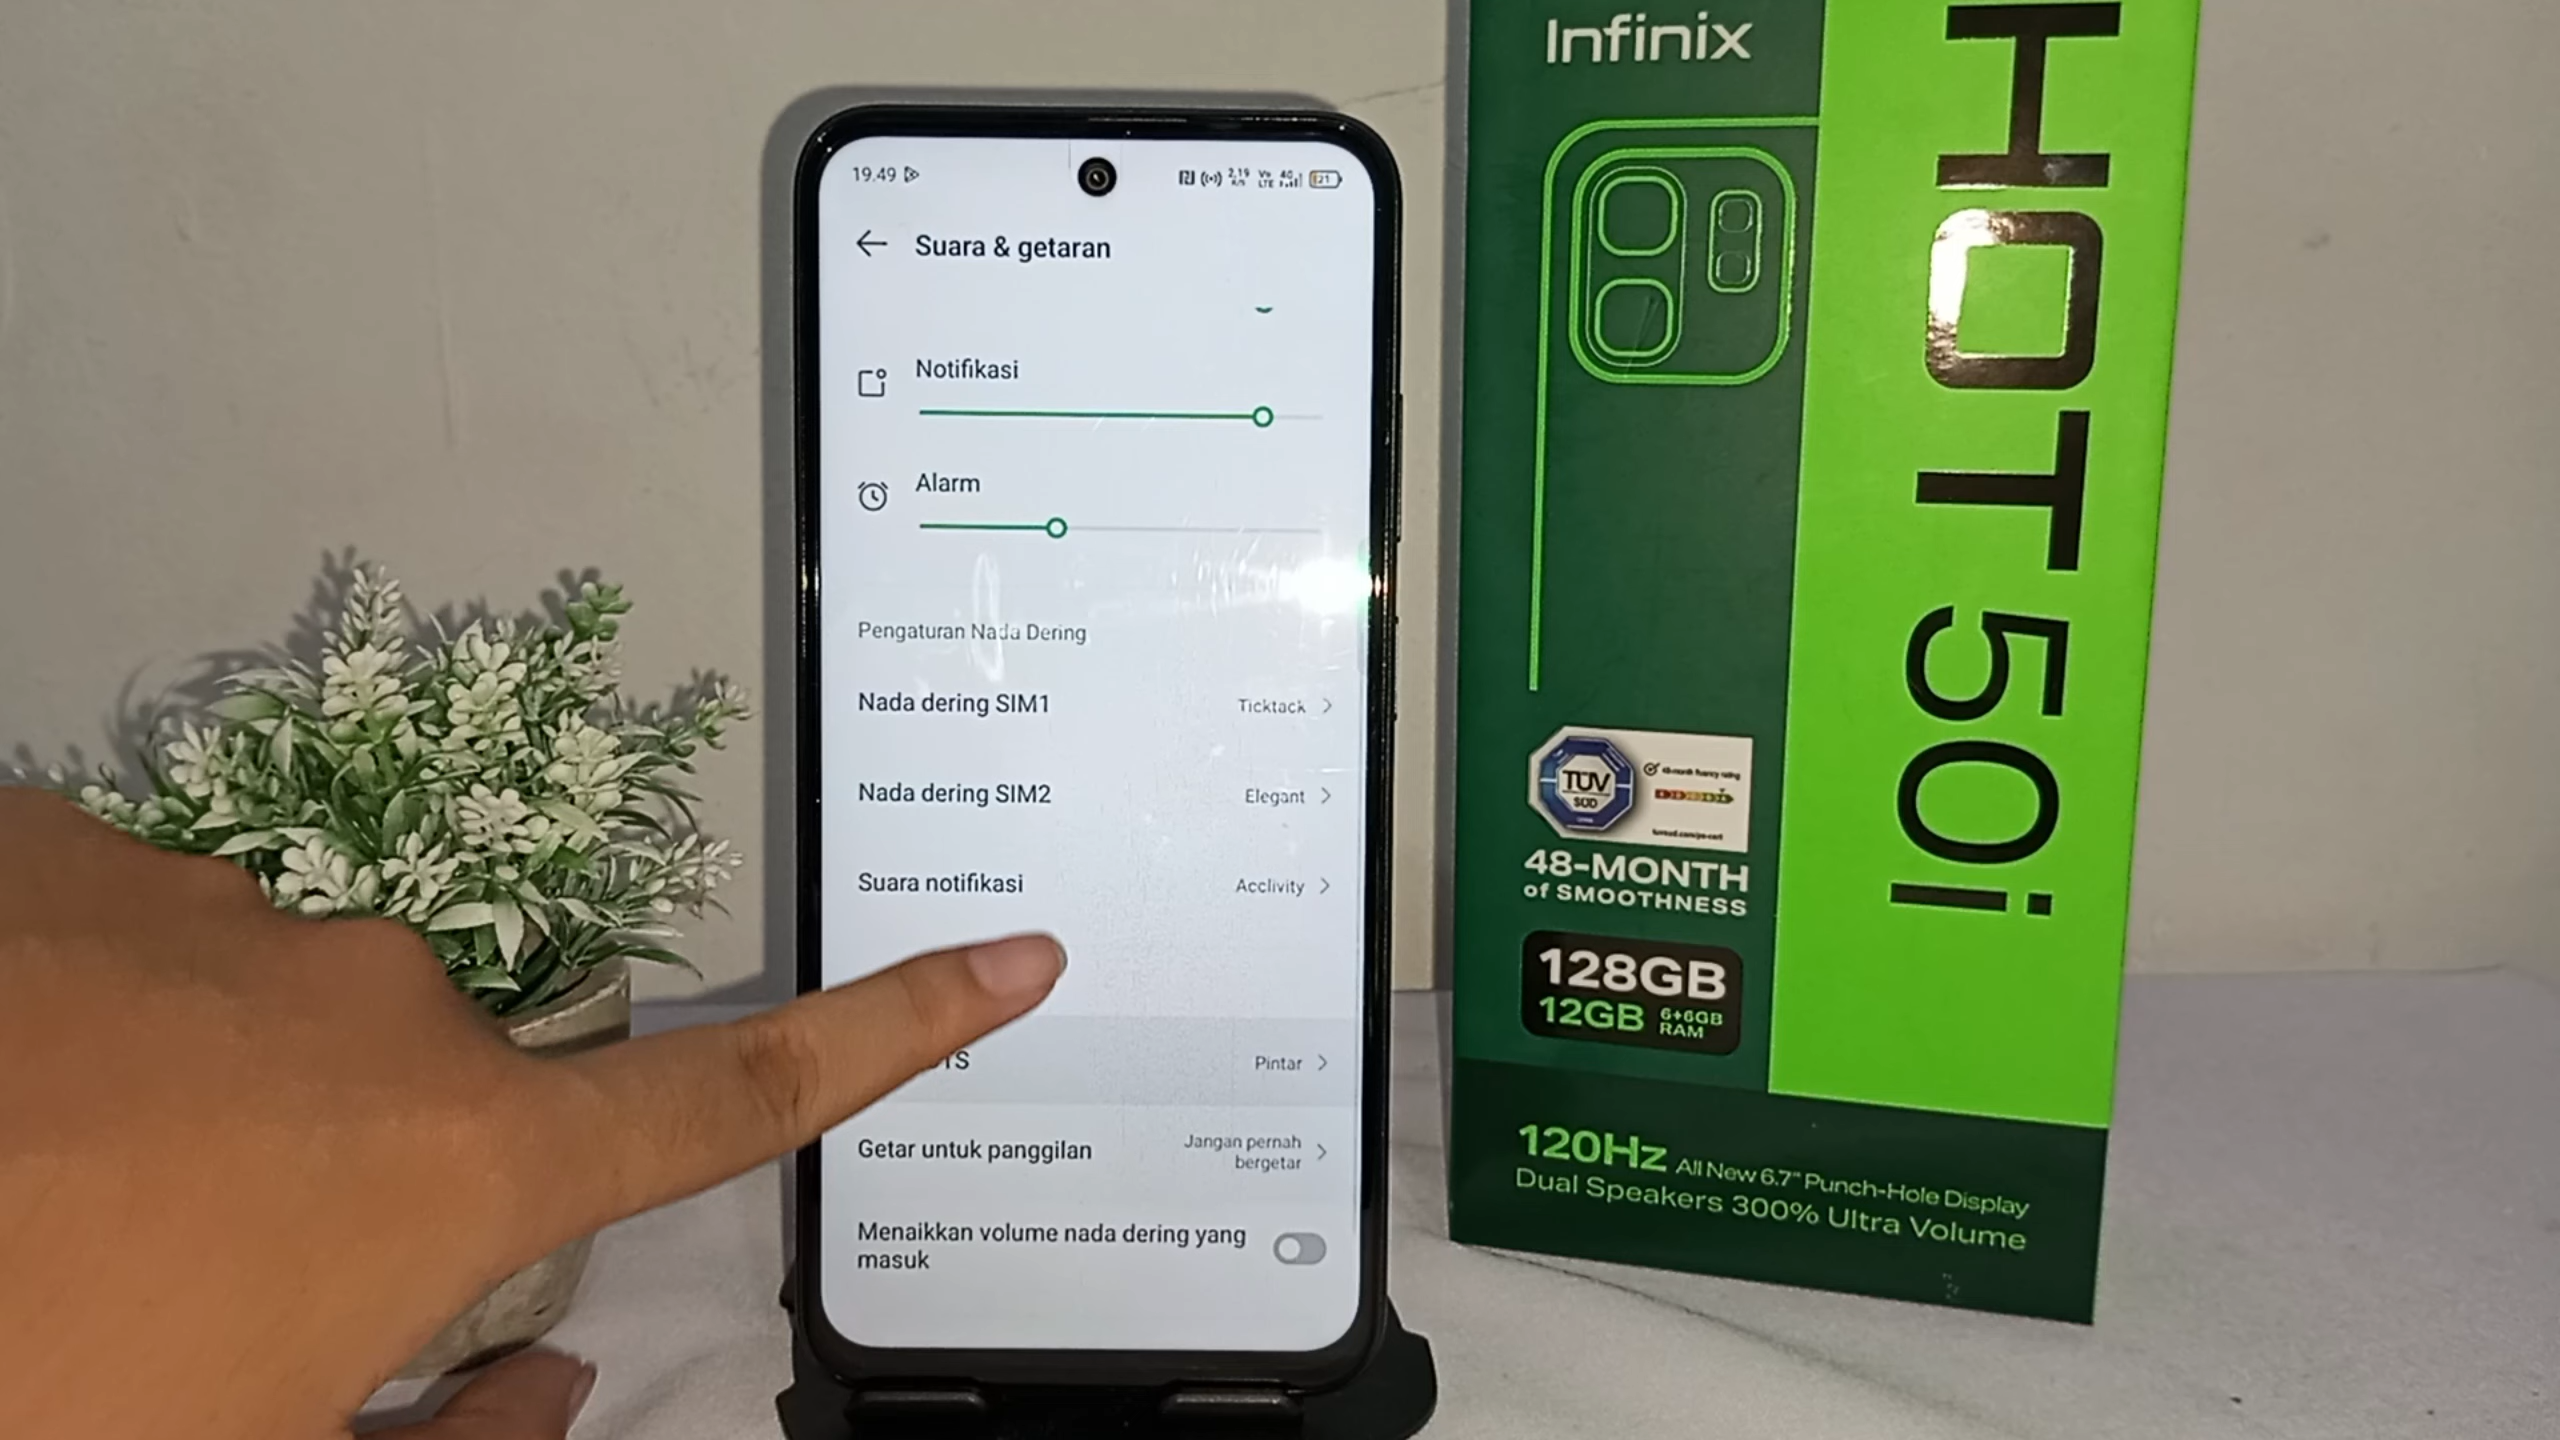 19.49
21
Suara & getaran
Notifikasi
Alarm
Pengaturan Nada Dering
Nada dering SIM1
Ticktack
Nada dering SIM2
Elegant
Suara notifikasi
Acclivity
Pintar
Getar untuk panggilan
Jangan pernah
bergetar
Menaikkan volume nada dering yang
masuk
Infinix
HOT 50i
TÜV
SÜD
48-MONTH
of SMOOTHNESS
128GB
12GB 6+6GB
RAM
120Hz All New 6.7" Punch-Hole Display
Dual Speakers 300% Ultra Volume